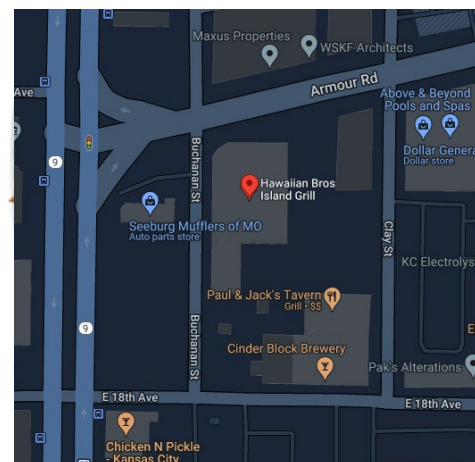 Maxus Properties
WSKF Architects
Ave
Armour Rd
Above & Beyond
Pools and Spas
Dollar Genera
Dollar store
9
Buchanan St
Hawaiian Bros
Island Grill
Seeburg Mufflers of MO
Auto parts store
Clay St
KC Electrolys
Paul & Jack's Tavern
Grill • $$
9
Buchanan St
Cinder Block Brewery
E
Pak's Alterations
E 18th Ave
E 18th Ave
Chicken N Pickle
- Kansas City